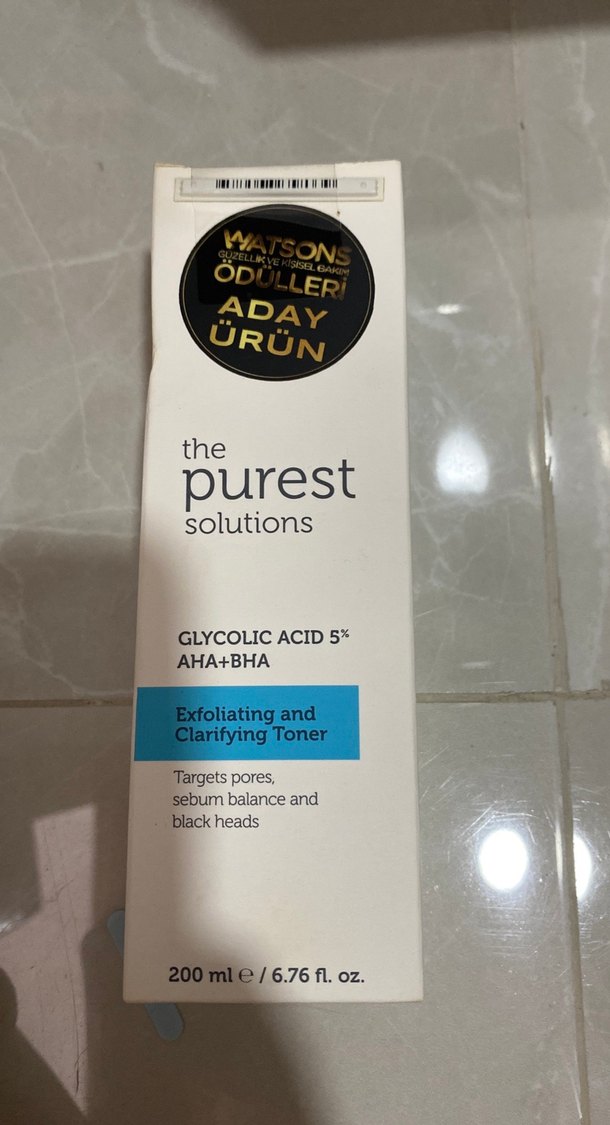 WATSONS
GÜZELLİK VE KİŞİSEL BAKIM
ÖDÜLLERİ
ADAY
ÜRÜN
the
purest
solutions
GLYCOLIC ACID 5%
AHA+BHA
Exfoliating and
Clarifying Toner
Targets pores,
sebum balance and
black heads
200 ml ℮ / 6.76 fl. oz.